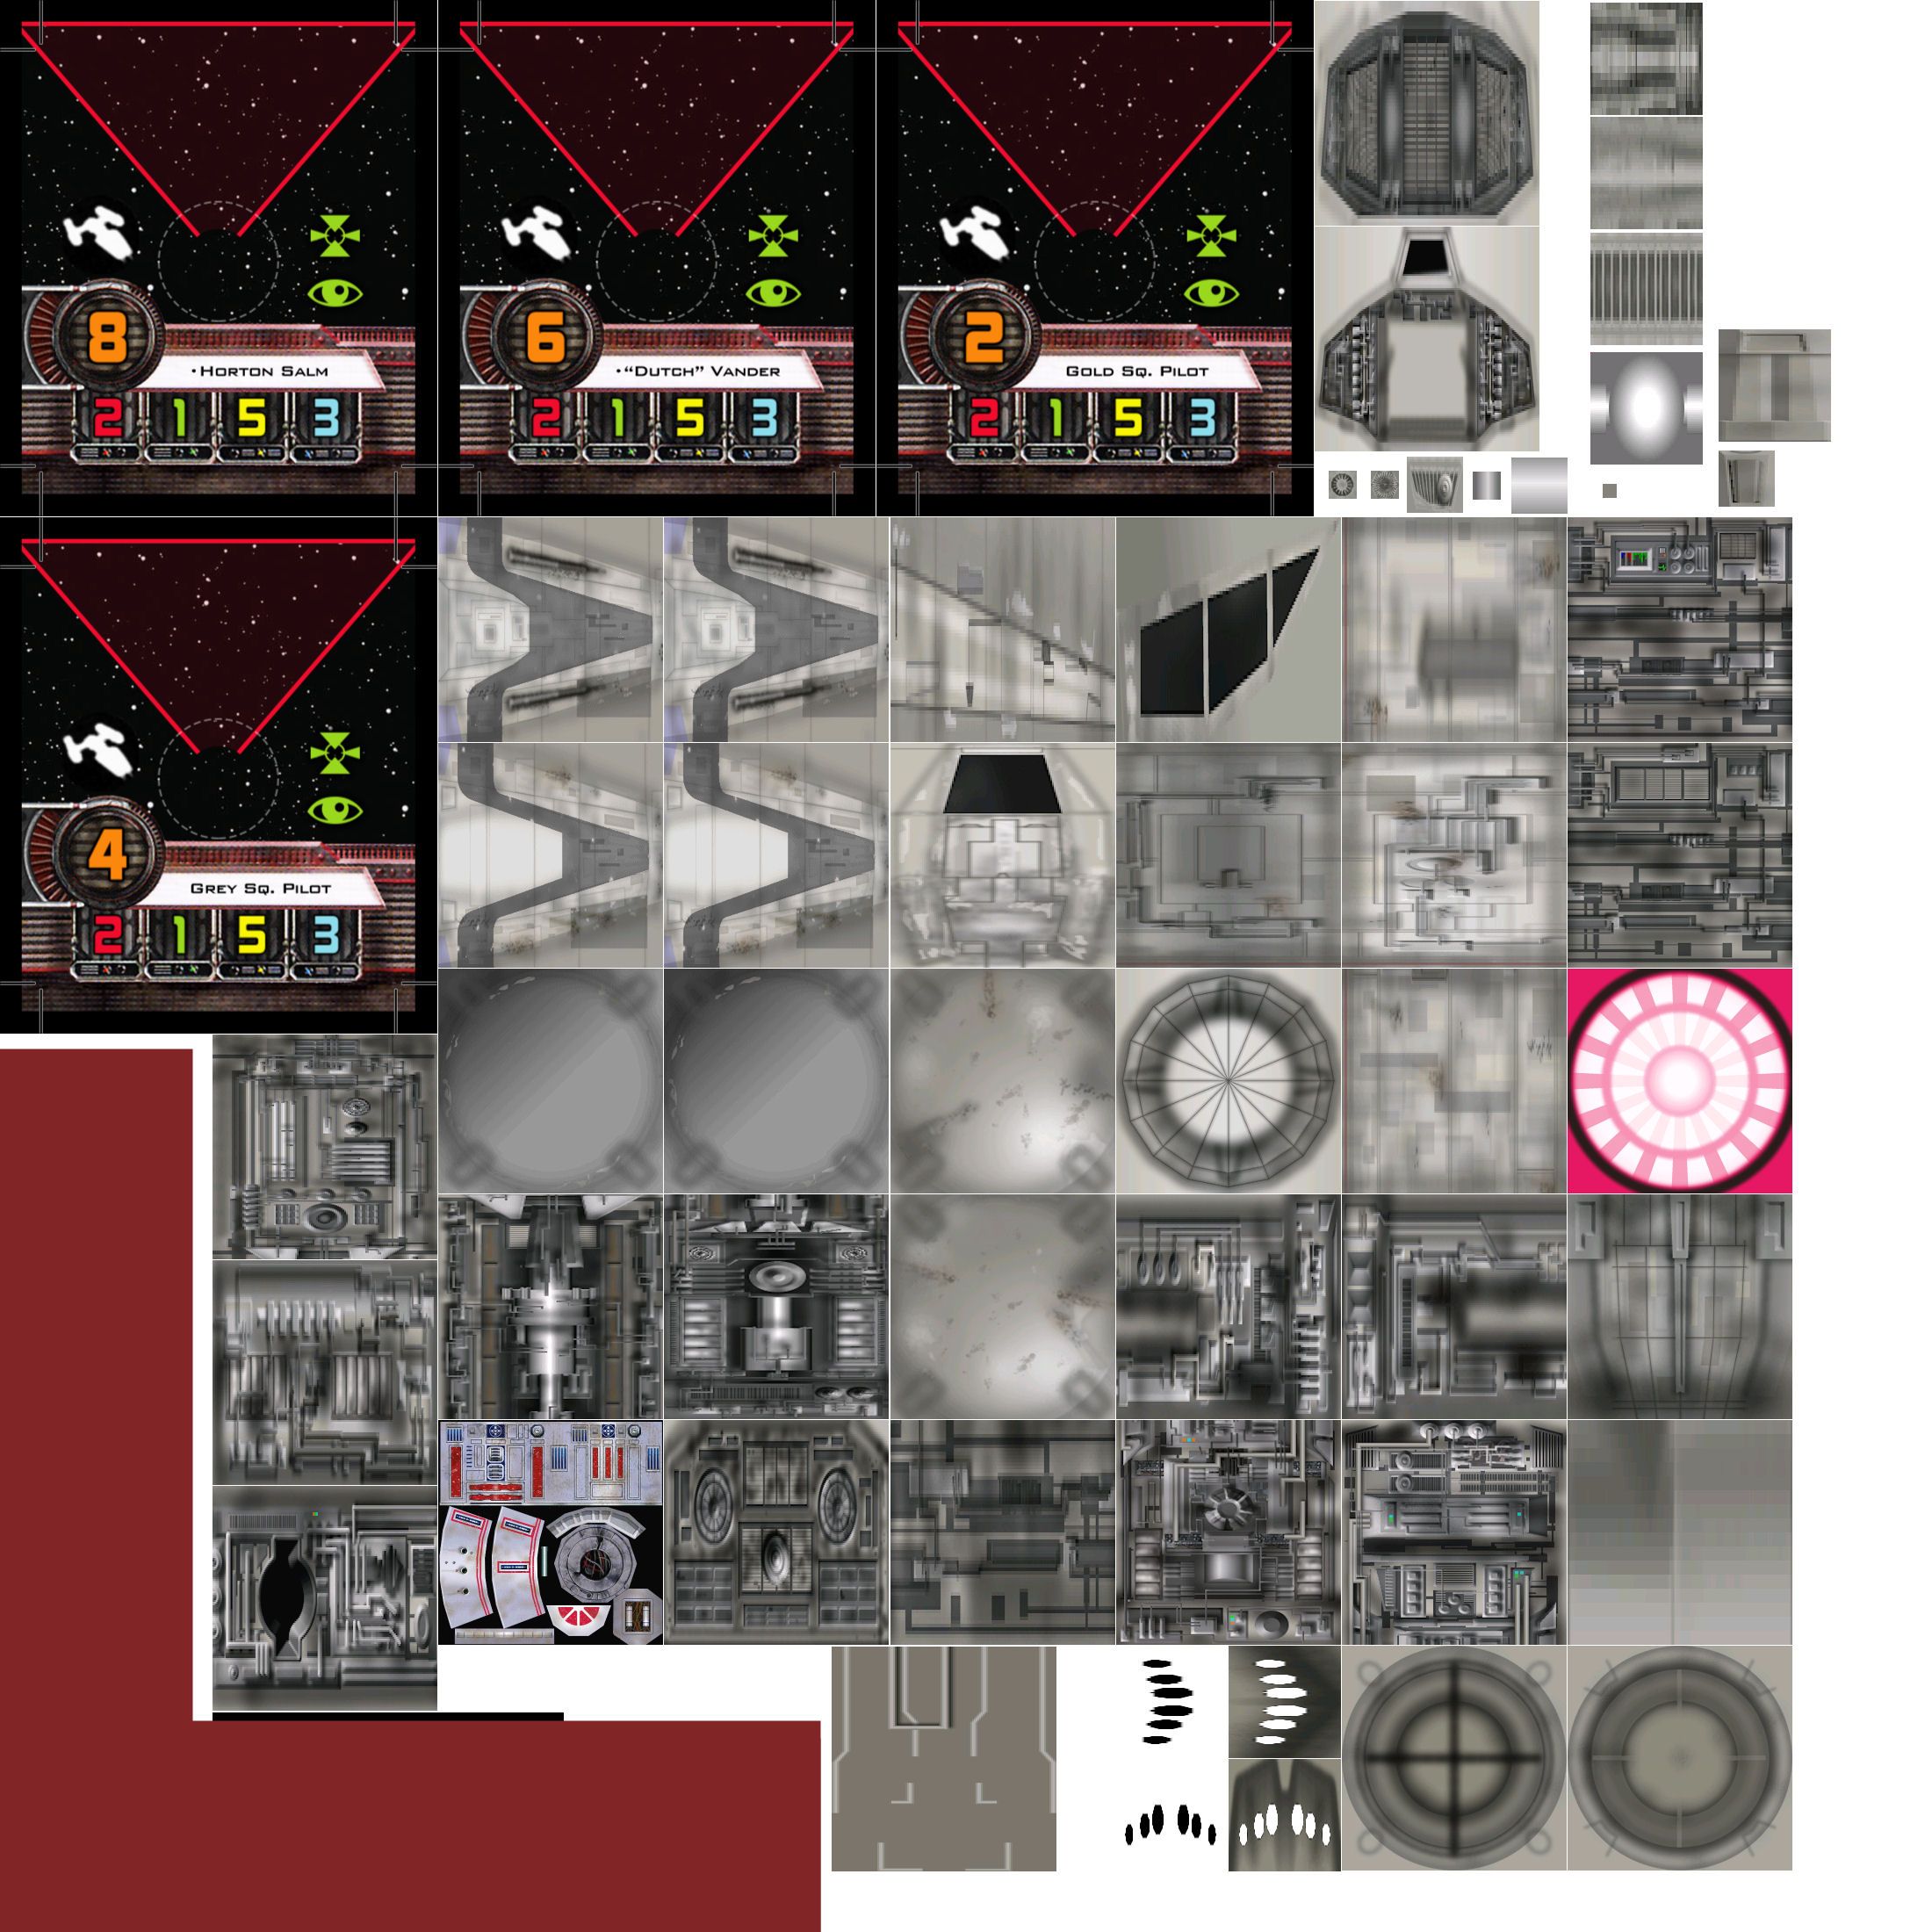 8
•Horton Salm
2 1 5 3
6
•“Dutch” Vander
2 1 5 3
2
Gold Sq. Pilot
2 1 5 3
4
Grey Sq. Pilot
2 1 5 3